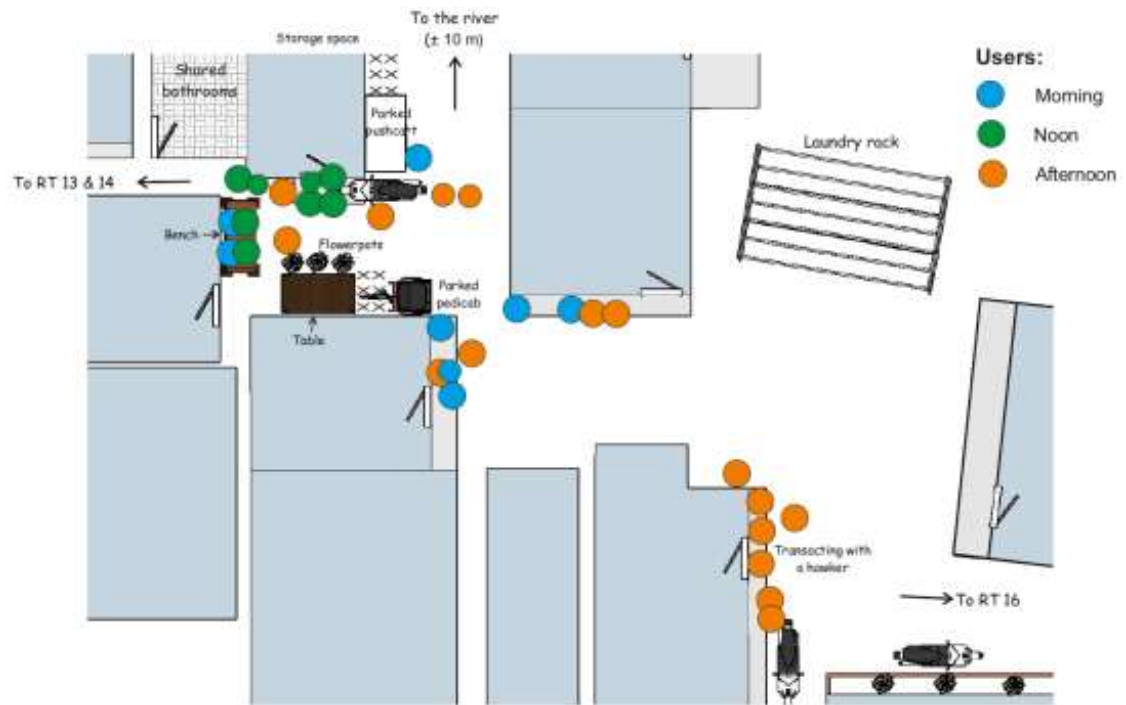 To the river
(± 10 m)
Storage space
Users:
Shared
bathrooms
Morning
Parked
pushcart
Noon
Laundry rack
To RT 13 & 14
Afternoon
Bench
Flowerpots
Parked
pedicab
Table
Transacting with
a hawker
To RT 16